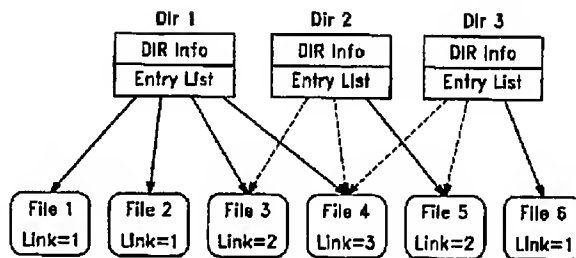 Dir 1
Dir 2
Dir 3
DIR Info
DIR Info
DIR Info
Entry List
Entry List
Entry List
File 1
File 2
File 3
File 4
File 5
File 6
Link=1
Link=1
Link=2
Link=3
Link=2
Link=1